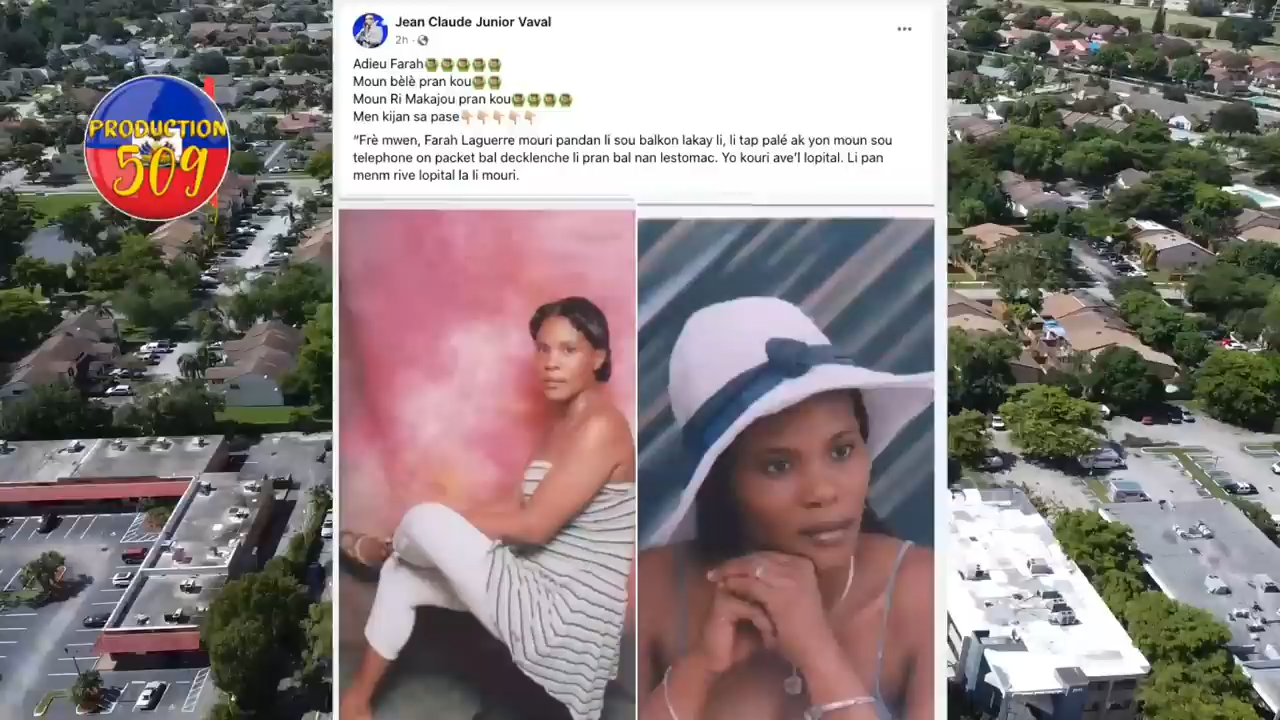 Jean Claude Junior Vaval
2h
PRODUCTION
509
Adieu Farah
Moun bèlè pran kou
Moun Ri Makajou pran kou
Men kijan sa pase
“Frè mwen, Farah Laguerre mouri pandan li sou balkon lakay li, li tap palé ak yon moun sou
telephone on packet bal decklenche li pran bal nan lestomac. Yo kouri ave’l lopital. Li pan
menm rive lopital la li mouri.